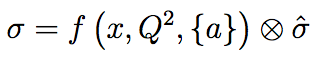 σ = f (x, Q², {a}) ⊗ σ̂